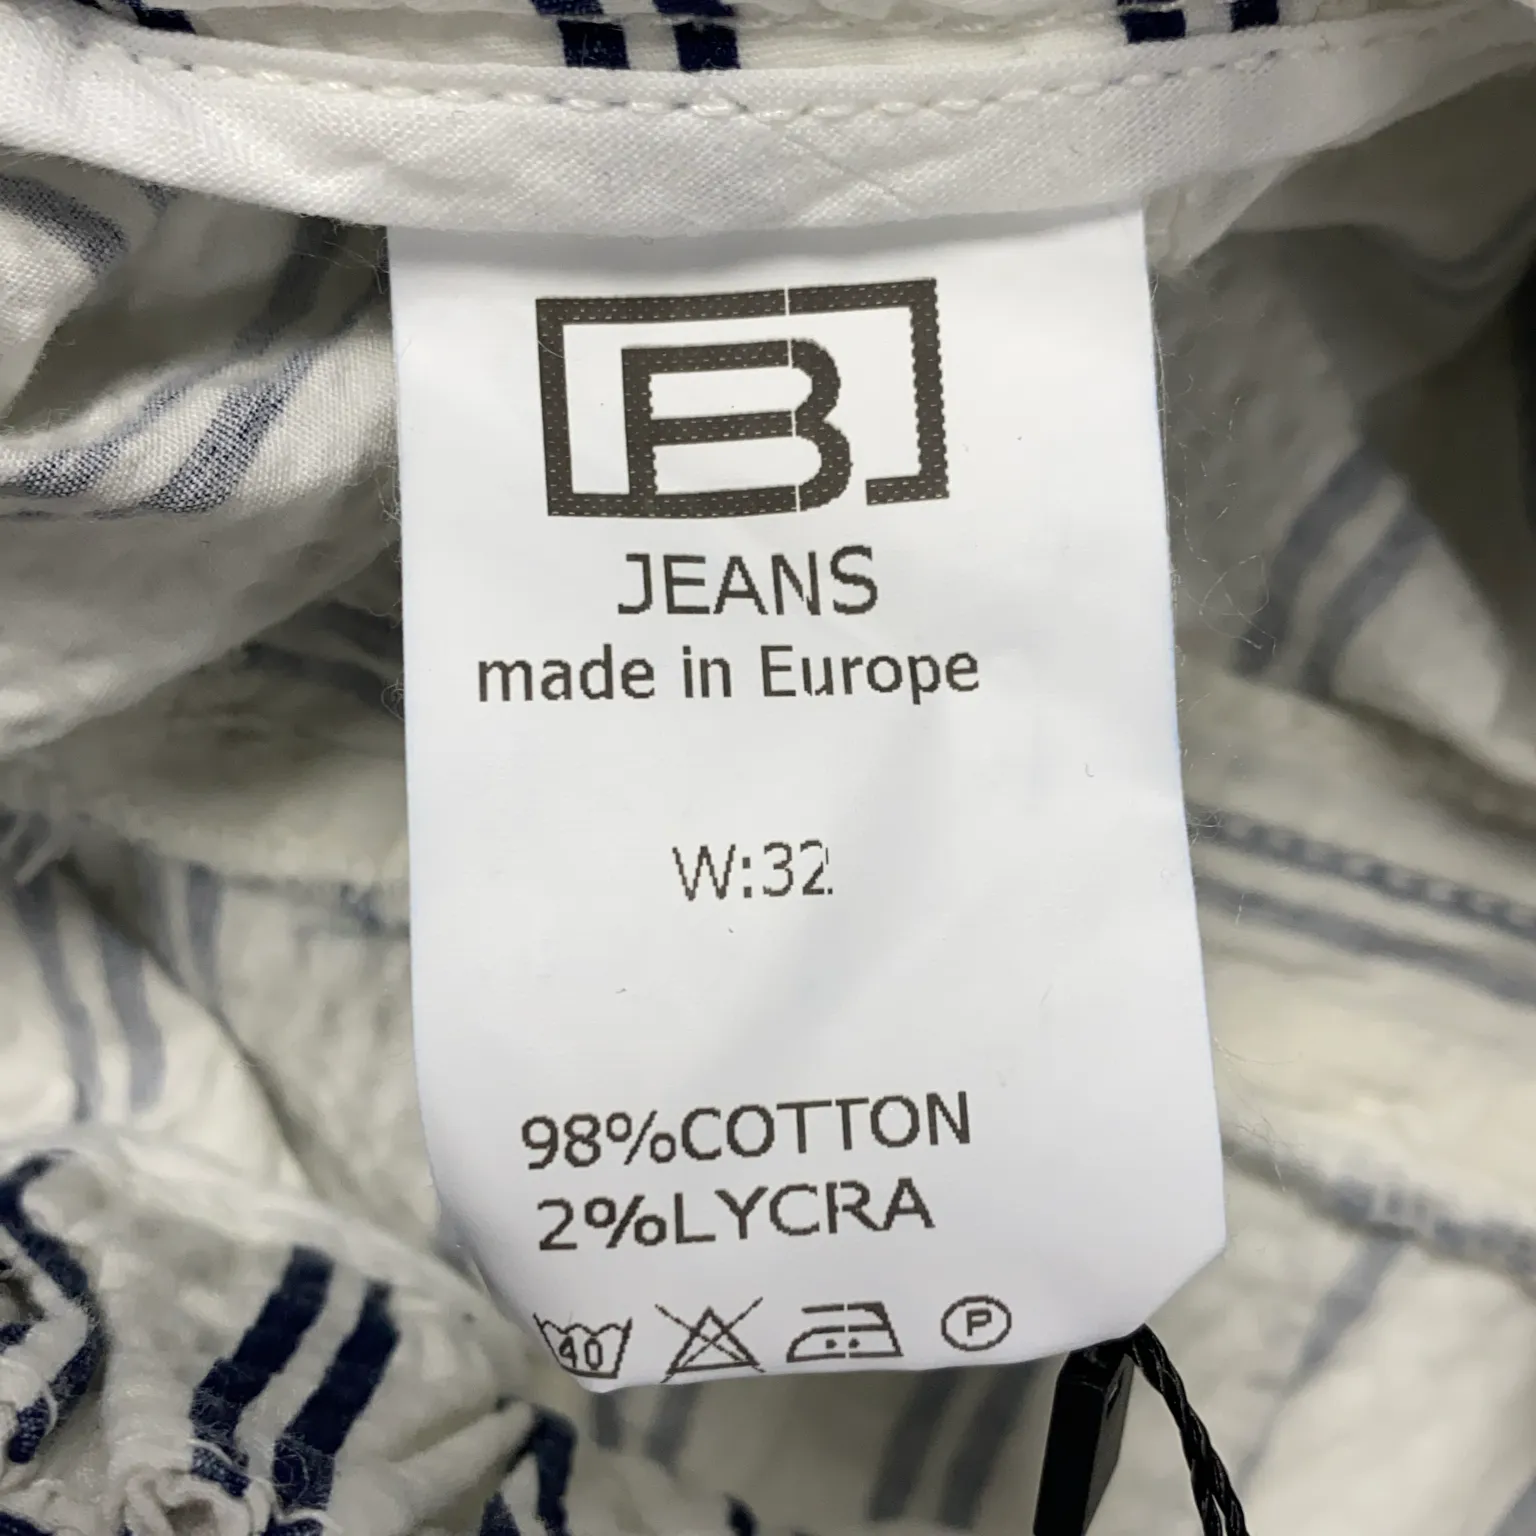 B
JEANS
made in Europe
W:32
98%COTTON
2%LYCRA
40 P